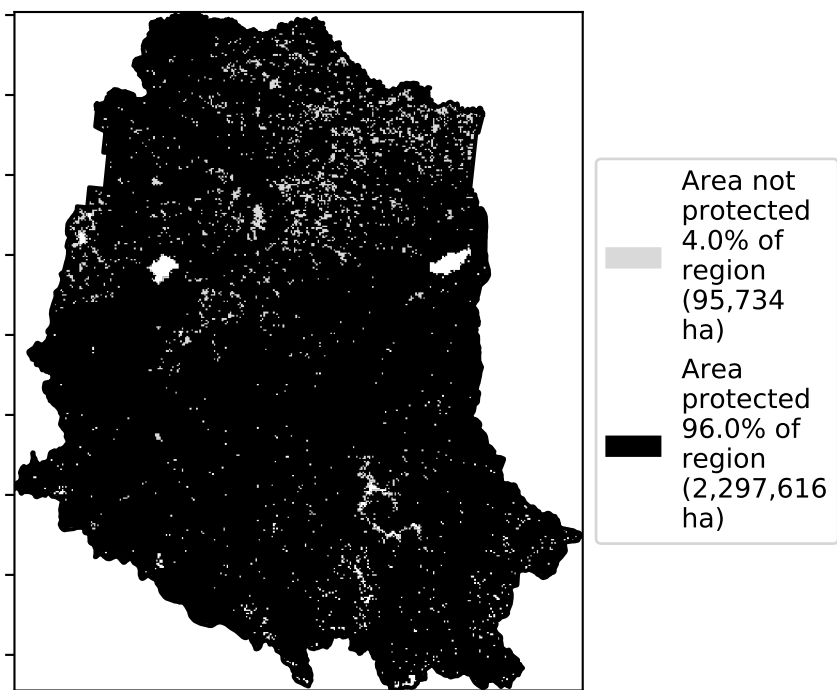 Area not
protected
4.0% of
region
(95,734
ha)
Area
protected
96.0% of
region
(2,297,616
ha)